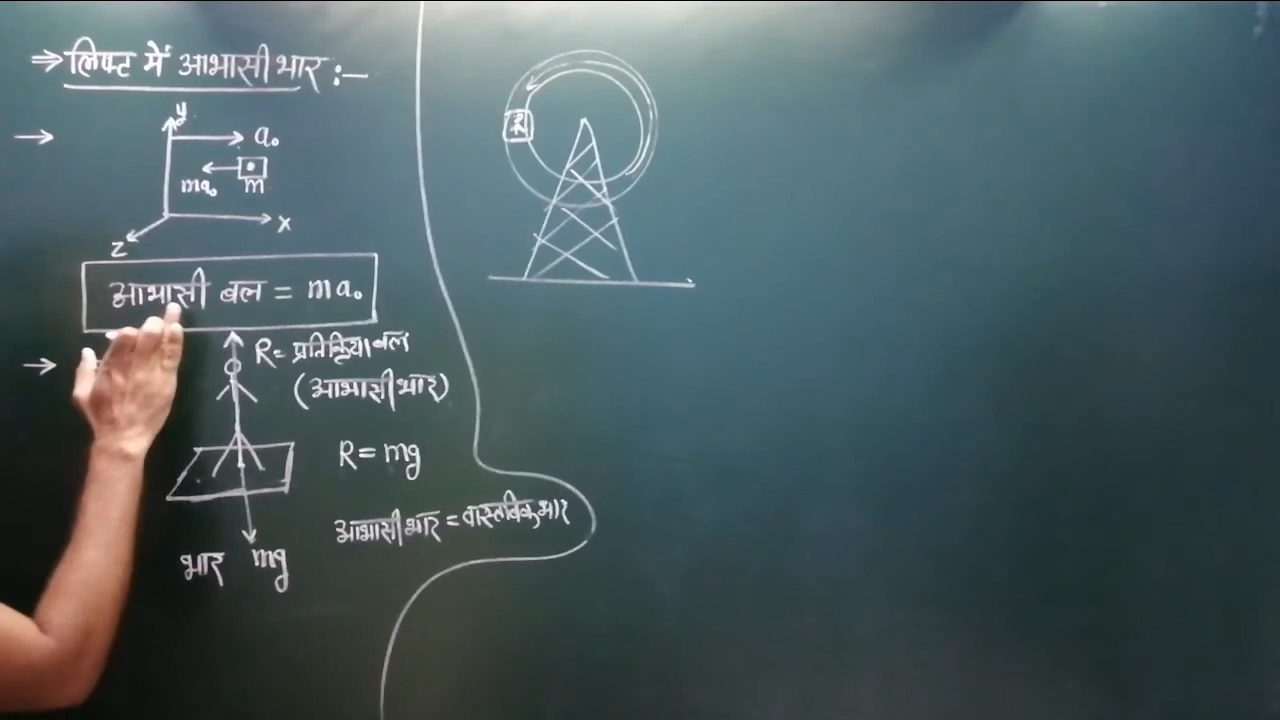 ⇒ लिफ्ट में आभासी भार :—
y
→ a₀
ma₀ m
x
z
आभासी बल = ma₀
→ R = प्रतिक्रिया बल
(आभासी भार)
R = mg
आभासी भार = वास्तविक भार
भार mg